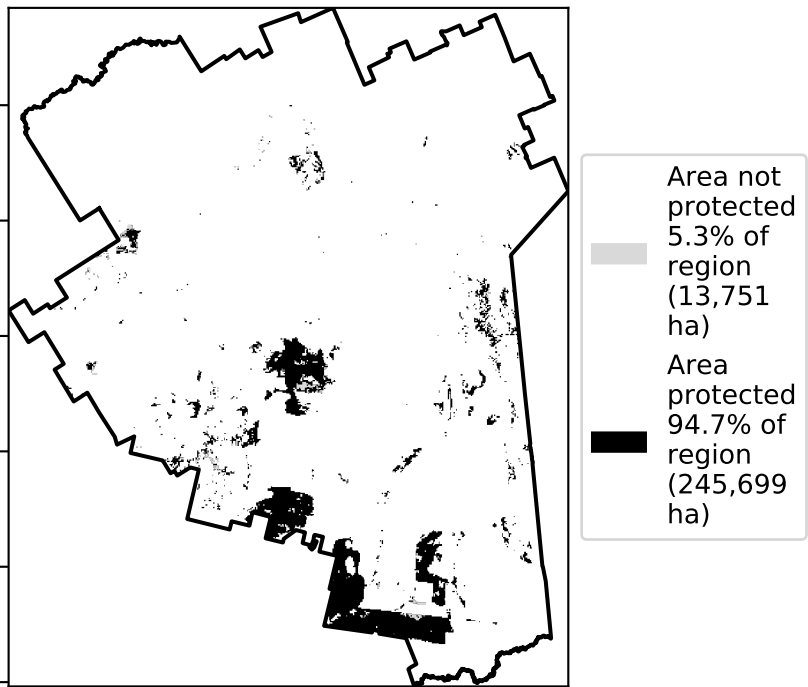 Area not
protected
5.3% of
region
(13,751
ha)
Area
protected
94.7% of
region
(245,699
ha)